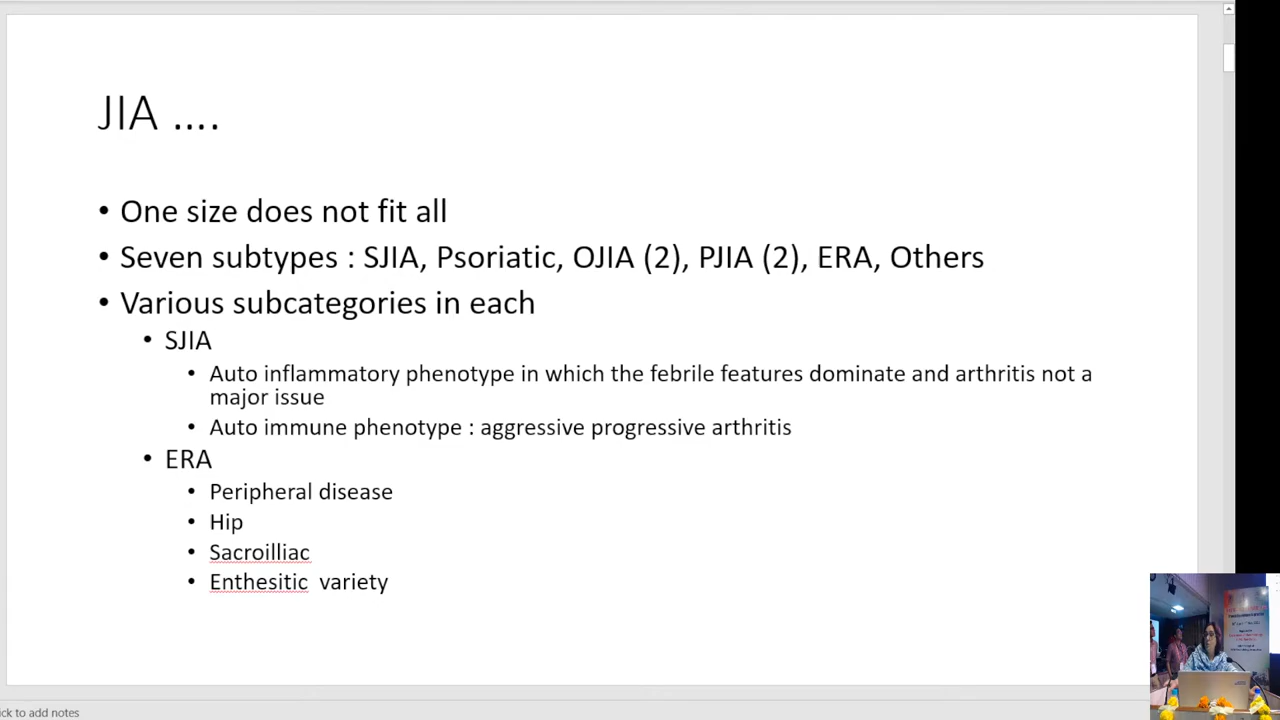 JIA ....
• One size does not fit all
• Seven subtypes : SJIA, Psoriatic, OJIA (2), PJIA (2), ERA, Others
• Various subcategories in each
• SJIA
• Auto inflammatory phenotype in which the febrile features dominate and arthritis not a
major issue
• Auto immune phenotype : aggressive progressive arthritis
• ERA
• Peripheral disease
• Hip
• Sacroilliac
• Enthesitic variety
ck to add notes